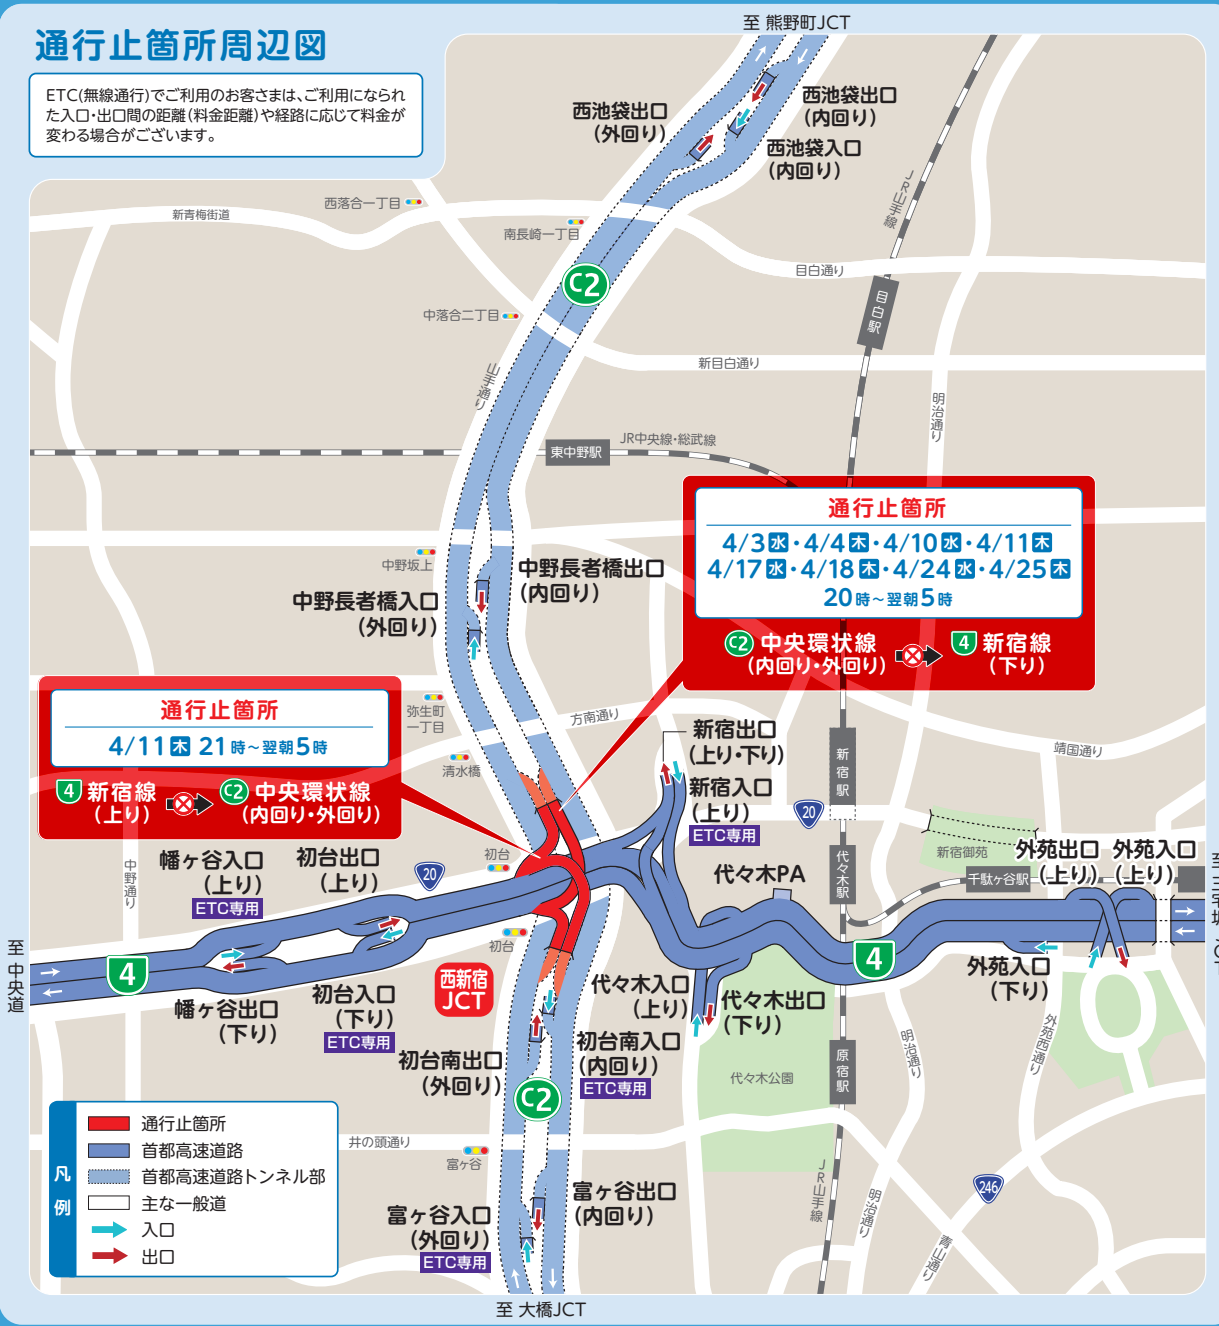 至 熊野町JCT
通行止箇所周辺図
ETC(無線通行)でご利用のお客さまは、ご利用になられ
た入口・出口間の距離(料金距離)や経路に応じて料金が
変わる場合がございます。
西池袋出口
(外回り)
西池袋出口
(内回り)
西池袋入口
(内回り)
JR山手線
西落合一丁目
新青梅街道
南長崎一丁目
目白通り
C2
目白駅
中落合二丁目
新目白通り
山手通り
明治通り
JR中央線・総武線
東中野駅
通行止箇所
4/3水・4/4木・4/10水・4/11木
4/17水・4/18木・4/24水・4/25木
20時～翌朝5時
C2 中央環状線
(内回り・外回り)
4 新宿線
(下り)
中野坂上
中野長者橋出口
(内回り)
中野長者橋入口
(外回り)
通行止箇所
4/11木 21時～翌朝5時
4 新宿線
(上り)
C2 中央環状線
(内回り・外回り)
弥生町
一丁目
方南通り
清水橋
新宿出口
(上り・下り)
新宿入口
(上り)
ETC専用
新宿駅
靖国通り
20
新宿御苑
初台
中野通り
幡ヶ谷入口
(上り)
ETC専用
初台出口
(上り)
20
代々木PA
代々木駅
千駄ヶ谷駅
外苑出口
(上り)
外苑入口
(上り)
至 三宅坂JCT
至 中央道
4
初台
西新宿
JCT
4
幡ヶ谷出口
(下り)
初台入口
(下り)
ETC専用
代々木入口
(上り)
代々木出口
(下り)
外苑入口
(下り)
初台南出口
(外回り)
初台南入口
(内回り)
ETC専用
代々木公園
原宿駅
明治通り
外苑西通り
C2
凡例
通行止箇所
首都高速道路
首都高速道路トンネル部
主な一般道
入口
出口
井の頭通り
富ヶ谷
富ヶ谷出口
(内回り)
富ヶ谷入口
(外回り)
ETC専用
JR山手線
明治通り
246
青山通り
至 大橋JCT